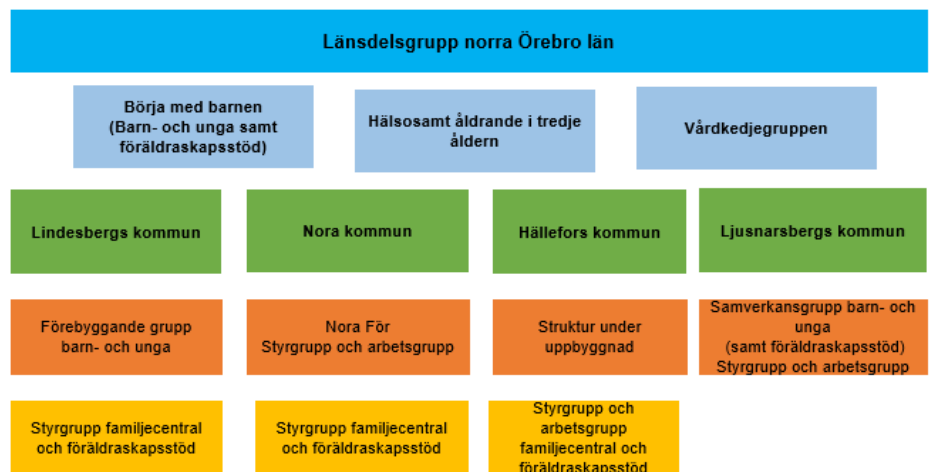 Länsdelsgrupp norra Örebro län
Börja med barnen
(Barn- och unga samt
föräldraskapsstöd)
Hälsosamt åldrande i tredje
åldern
Vårdkedjegruppen
Lindesbergs kommun
Nora kommun
Hällefors kommun
Ljusnarsbergs kommun
Förebyggande grupp
barn- och unga
Nora För
Styrgrupp och arbetsgrupp
Struktur under
uppbyggnad
Samverkansgrupp barn- och
unga
(samt föräldraskapsstöd)
Styrgrupp och arbetsgrupp
Styrgrupp familjecentral
och föräldraskapsstöd
Styrgrupp familjecentral
och föräldraskapsstöd
Styrgrupp och
arbetsgrupp
familjecentral och
föräldraskapsstöd